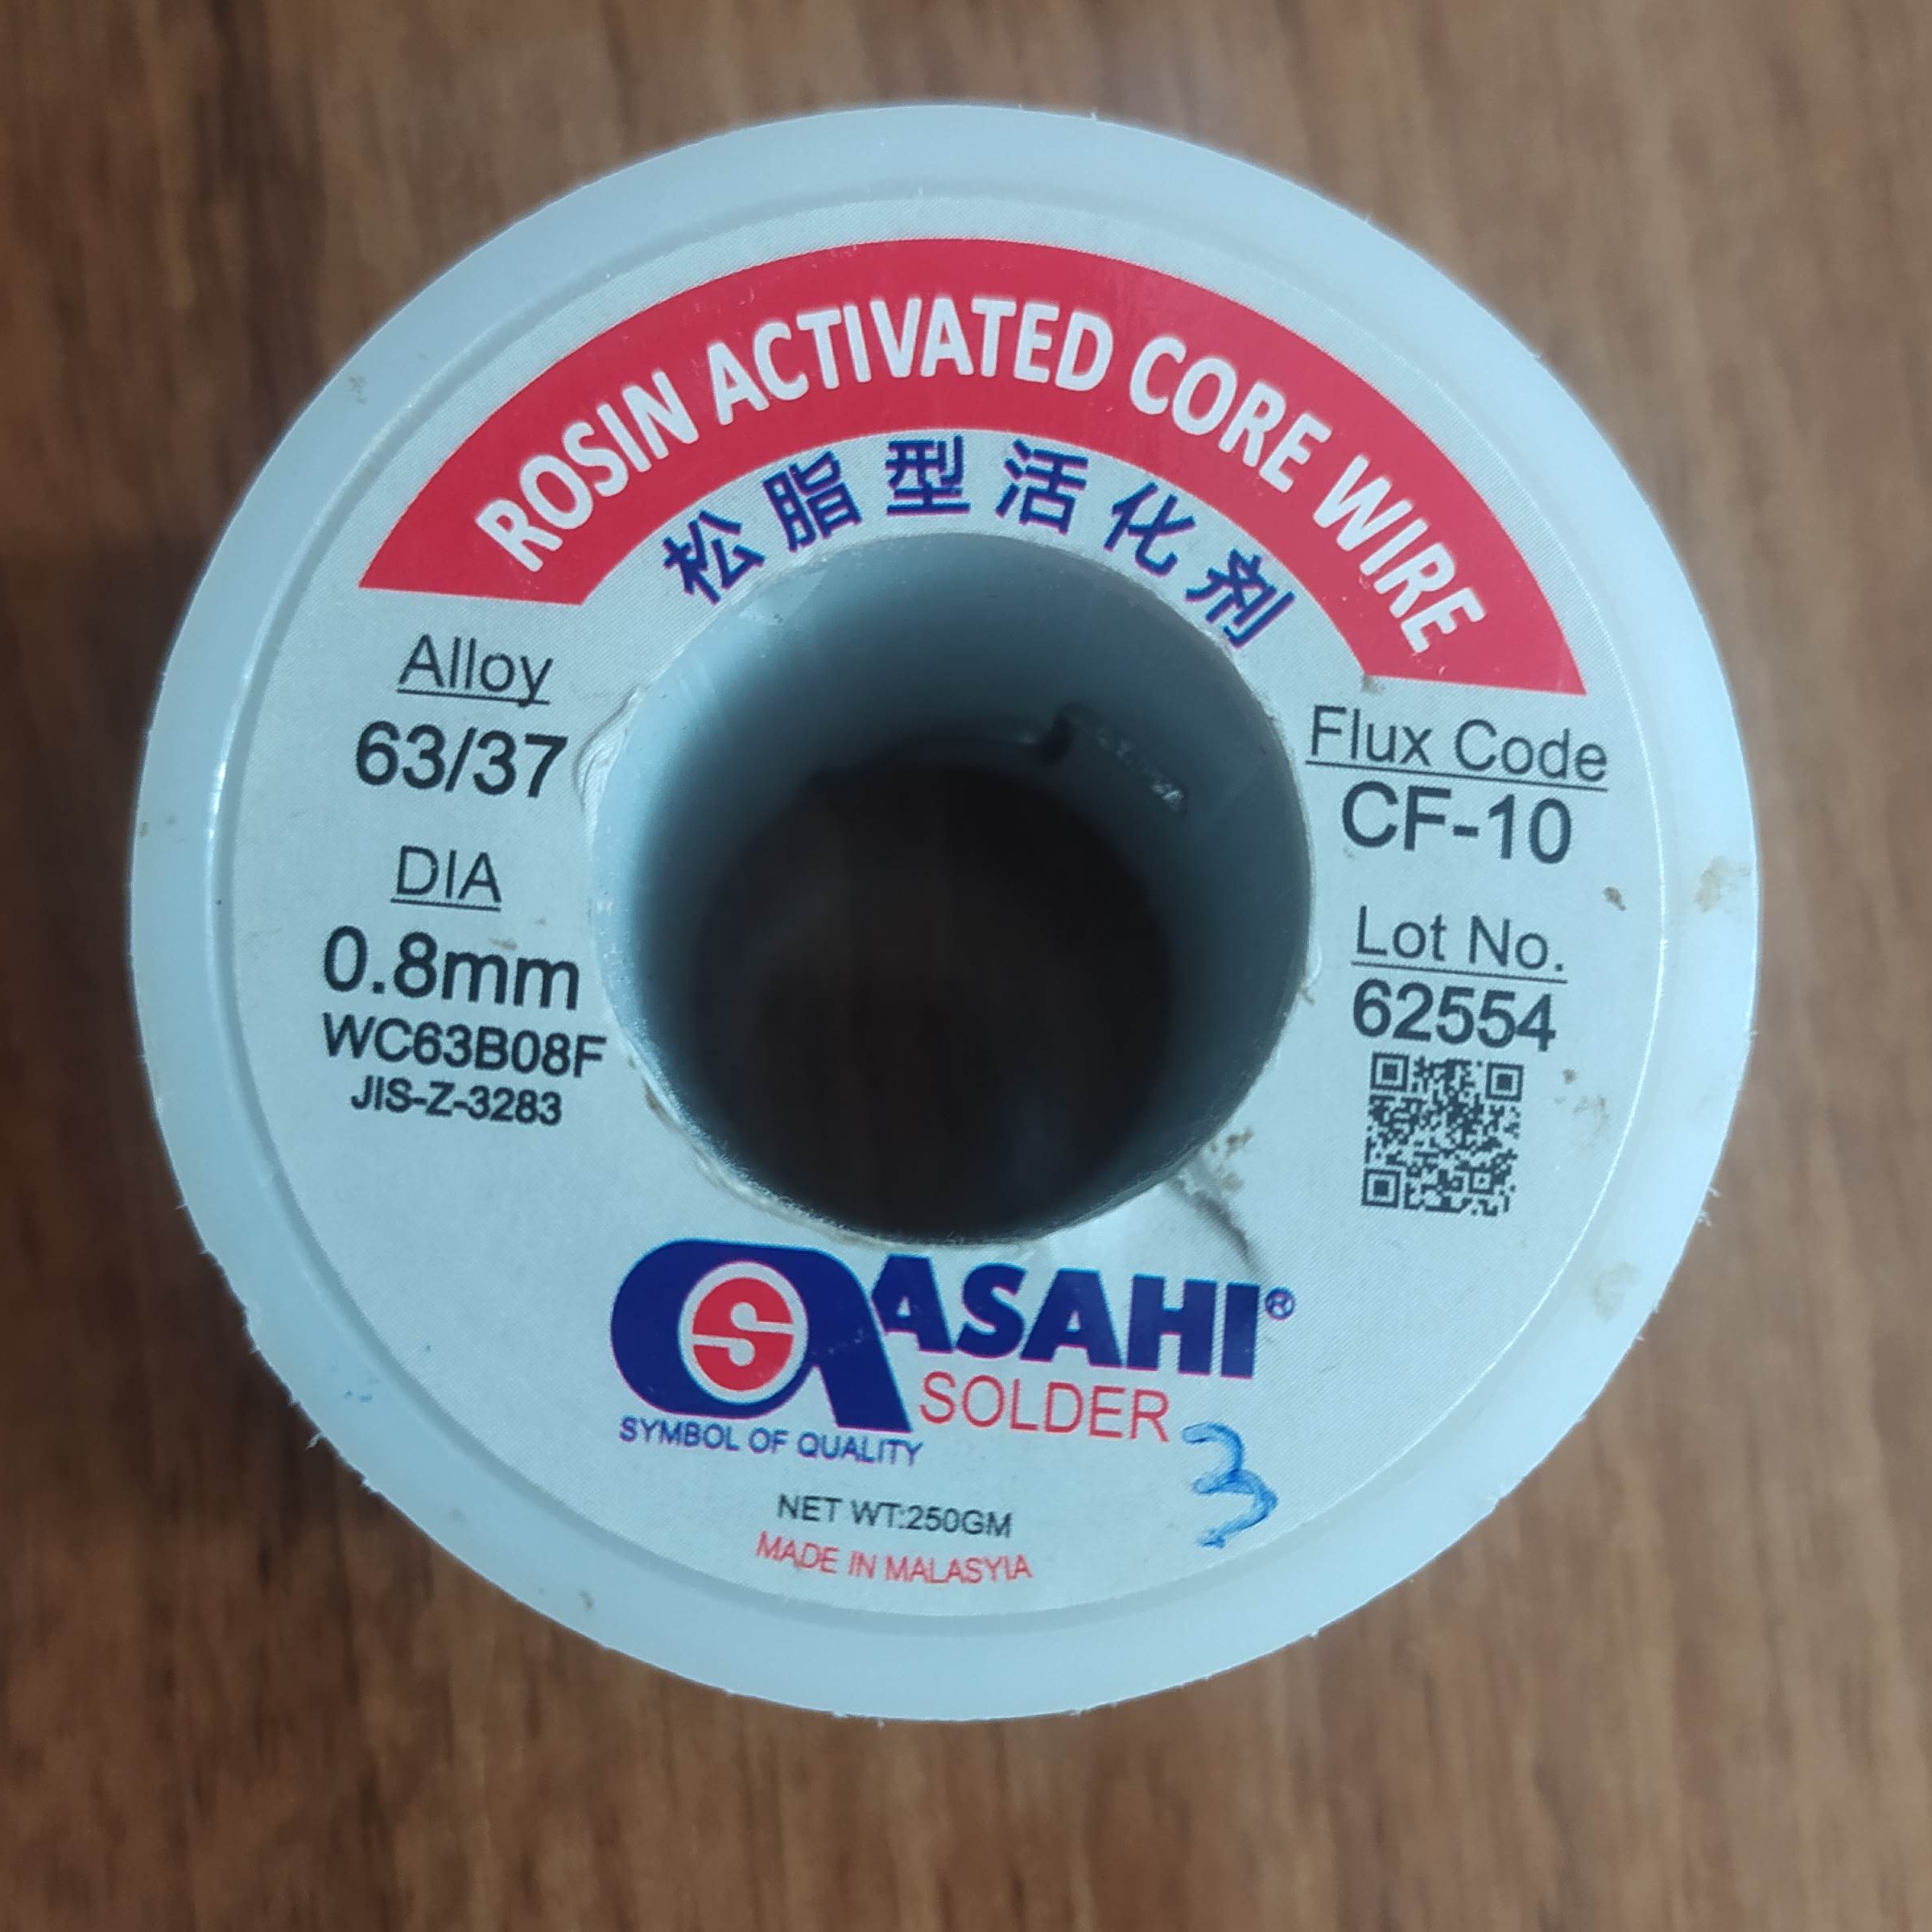 ROSIN ACTIVATED CORE WIRE
松脂型活化剂
Alloy
63/37
DIA
0.8mm
WC63B08F
JIS-Z-3283
Flux Code
CF-10
Lot No.
62554
S
ASAHI®
SOLDER
SYMBOL OF QUALITY
3
NET WT:250GM
MADE IN MALASYIA